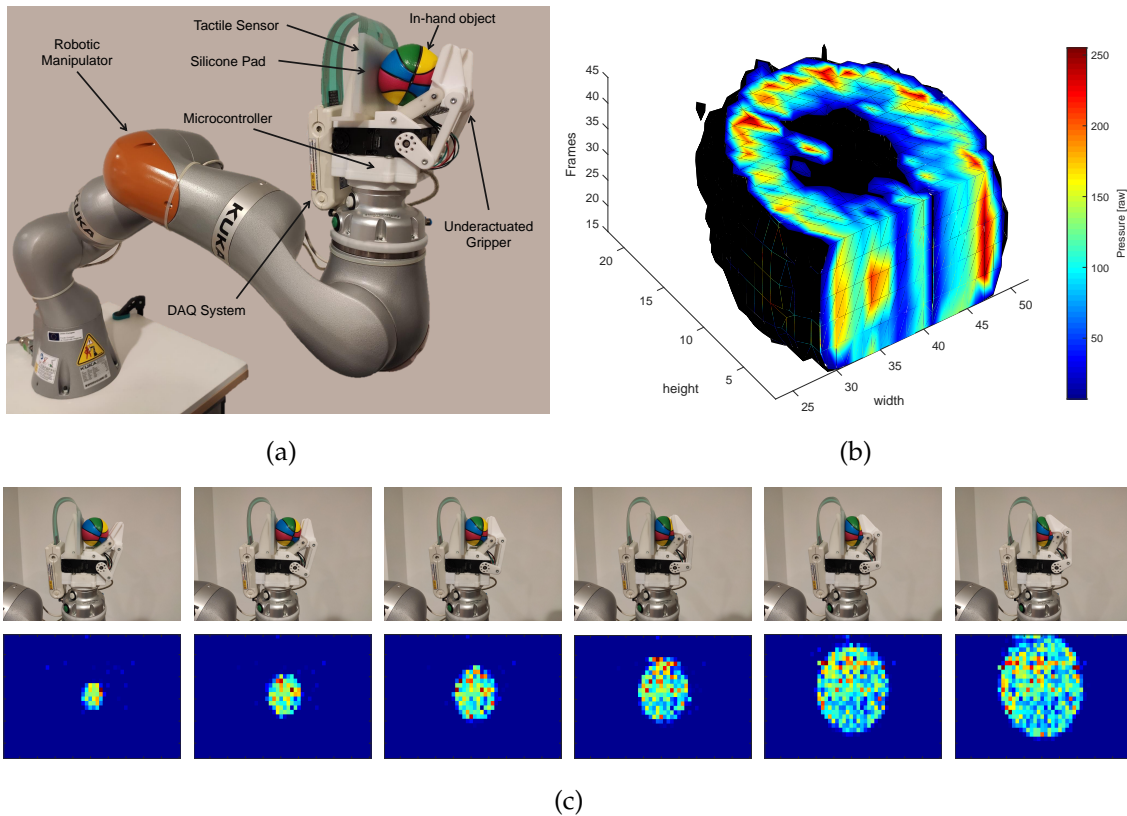 Tactile Sensor
In-hand object
Robotic
Manipulator
Silicone Pad
Microcontroller
KUKA
KUKA
Underactuated
Gripper
DAQ System
KUKA
(a)
45
40
35
30
25
20
15
Frames
20
15
10
5
height
25
30
35
40
45
50
width
250
200
150
100
50
Pressure [raw]
(b)
(c)